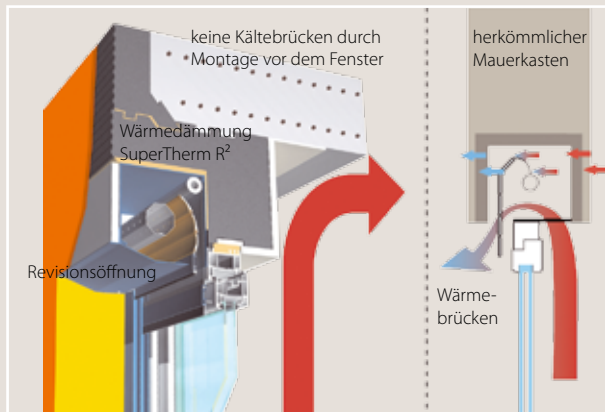 keine Kältebrücken durch
Montage vor dem Fenster
Wärmedämmung
SuperTherm R²
Revisionsöffnung
herkömmlicher
Mauerkasten
Wärme-
brücken